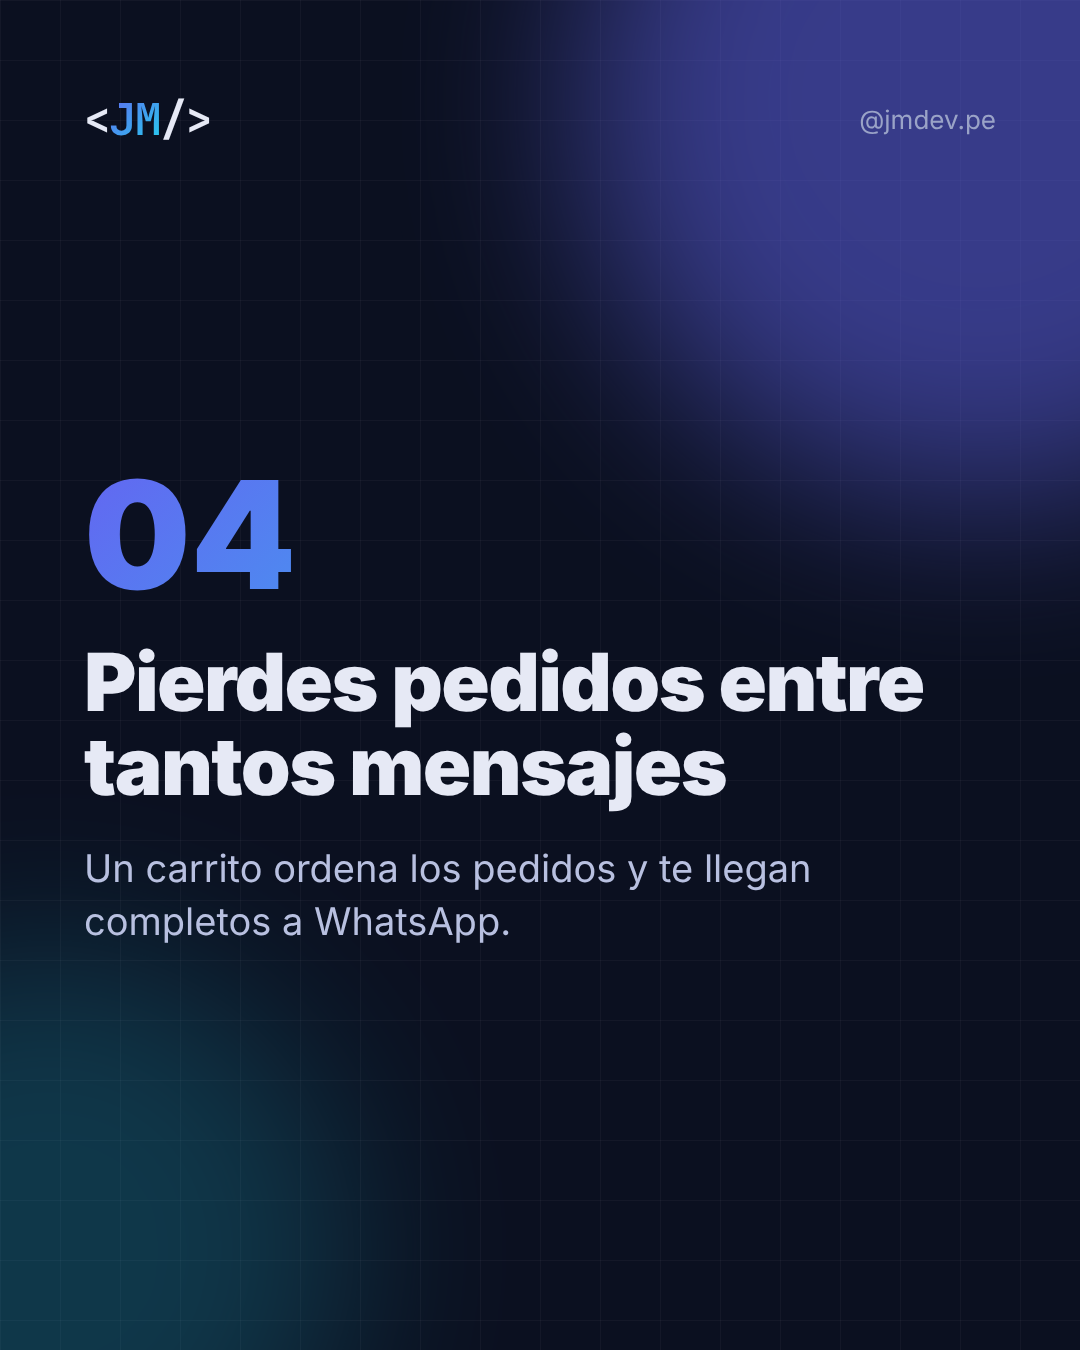 <JM/>
@jmdev.pe
04
Pierdes pedidos entre
tantos mensajes
Un carrito ordena los pedidos y te llegan
completos a WhatsApp.